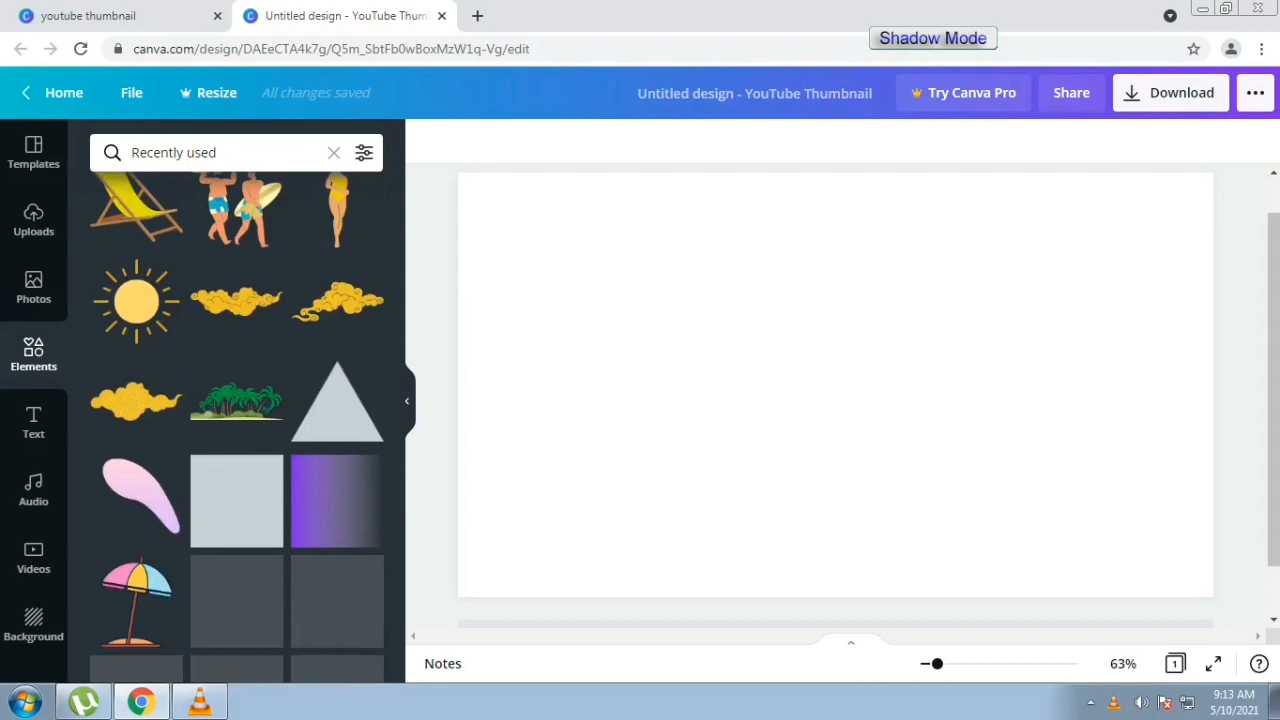 youtube thumbnail
Untitled design - YouTube Thum
canva.com/design/DAEeCTA4k7g/Q5m_SbtFb0wBoxMzW1q-Vg/edit
Shadow Mode
Home
File
Resize
All changes saved
Untitled design - YouTube Thumbnail
Try Canva Pro
Share
Download
Templates
Uploads
Photos
Elements
Text
Audio
Videos
Background
Recently used
Notes
63%
1
9:13 AM
5/10/2021